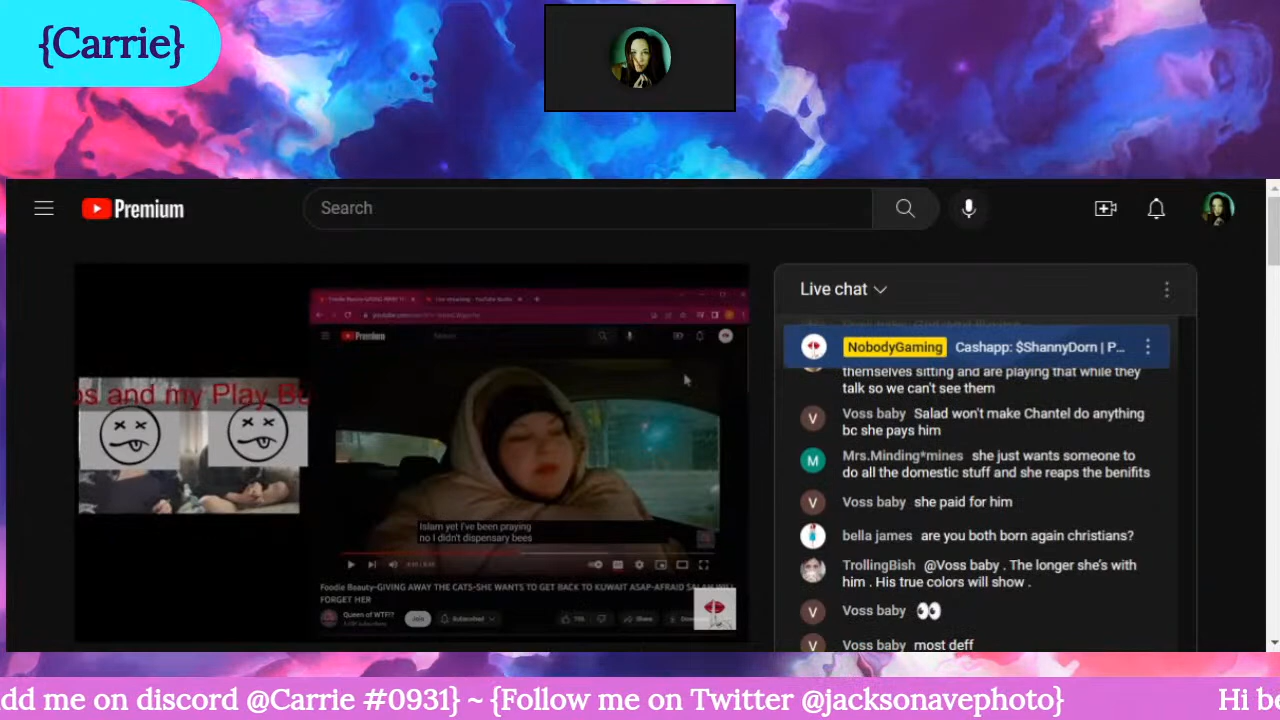 {Carrie}
Premium
Search
Live chat
NobodyGaming Cashapp: $ShannyDorn | P...
themselves sitting and are playing that while they
talk so we can't see them
Voss baby Salad won't make Chantel do anything
bc she pays him
Mrs.Minding*mines she just wants someone to
do all the domestic stuff and she reaps the benifits
Voss baby she paid for him
bella james are you both born again christians?
TrollingBish @Voss baby . The longer she's with
him . His true colors will show .
Voss baby 👀
Voss baby most deff
os and my Play Bu
Premium
Search
Islam yet I've been praying
no I didn't dispensary bees
Foodie Beauty-GIVING AWAY THE CATS-SHE WANTS TO GET BACK TO KUWAIT ASAP-AFRAID SALAH WILL
FORGET HER
Queen of WTF!?
Join
Subscribed
Share
dd me on discord @Carrie #0931} ~ {Follow me on Twitter @jacksonavephoto}
Hi b